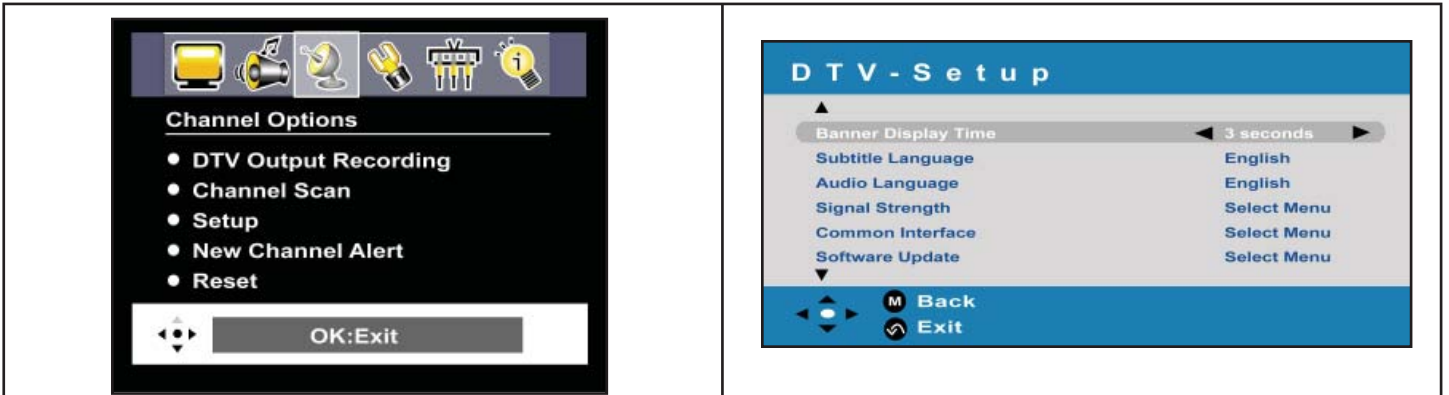 Channel Options
DTV Output Recording
Channel Scan
Setup
New Channel Alert
Reset
OK:Exit
DTV-Setup
Banner Display Time 3 seconds
Subtitle Language English
Audio Language English
Signal Strength Select Menu
Common Interface Select Menu
Software Update Select Menu
M Back
Exit